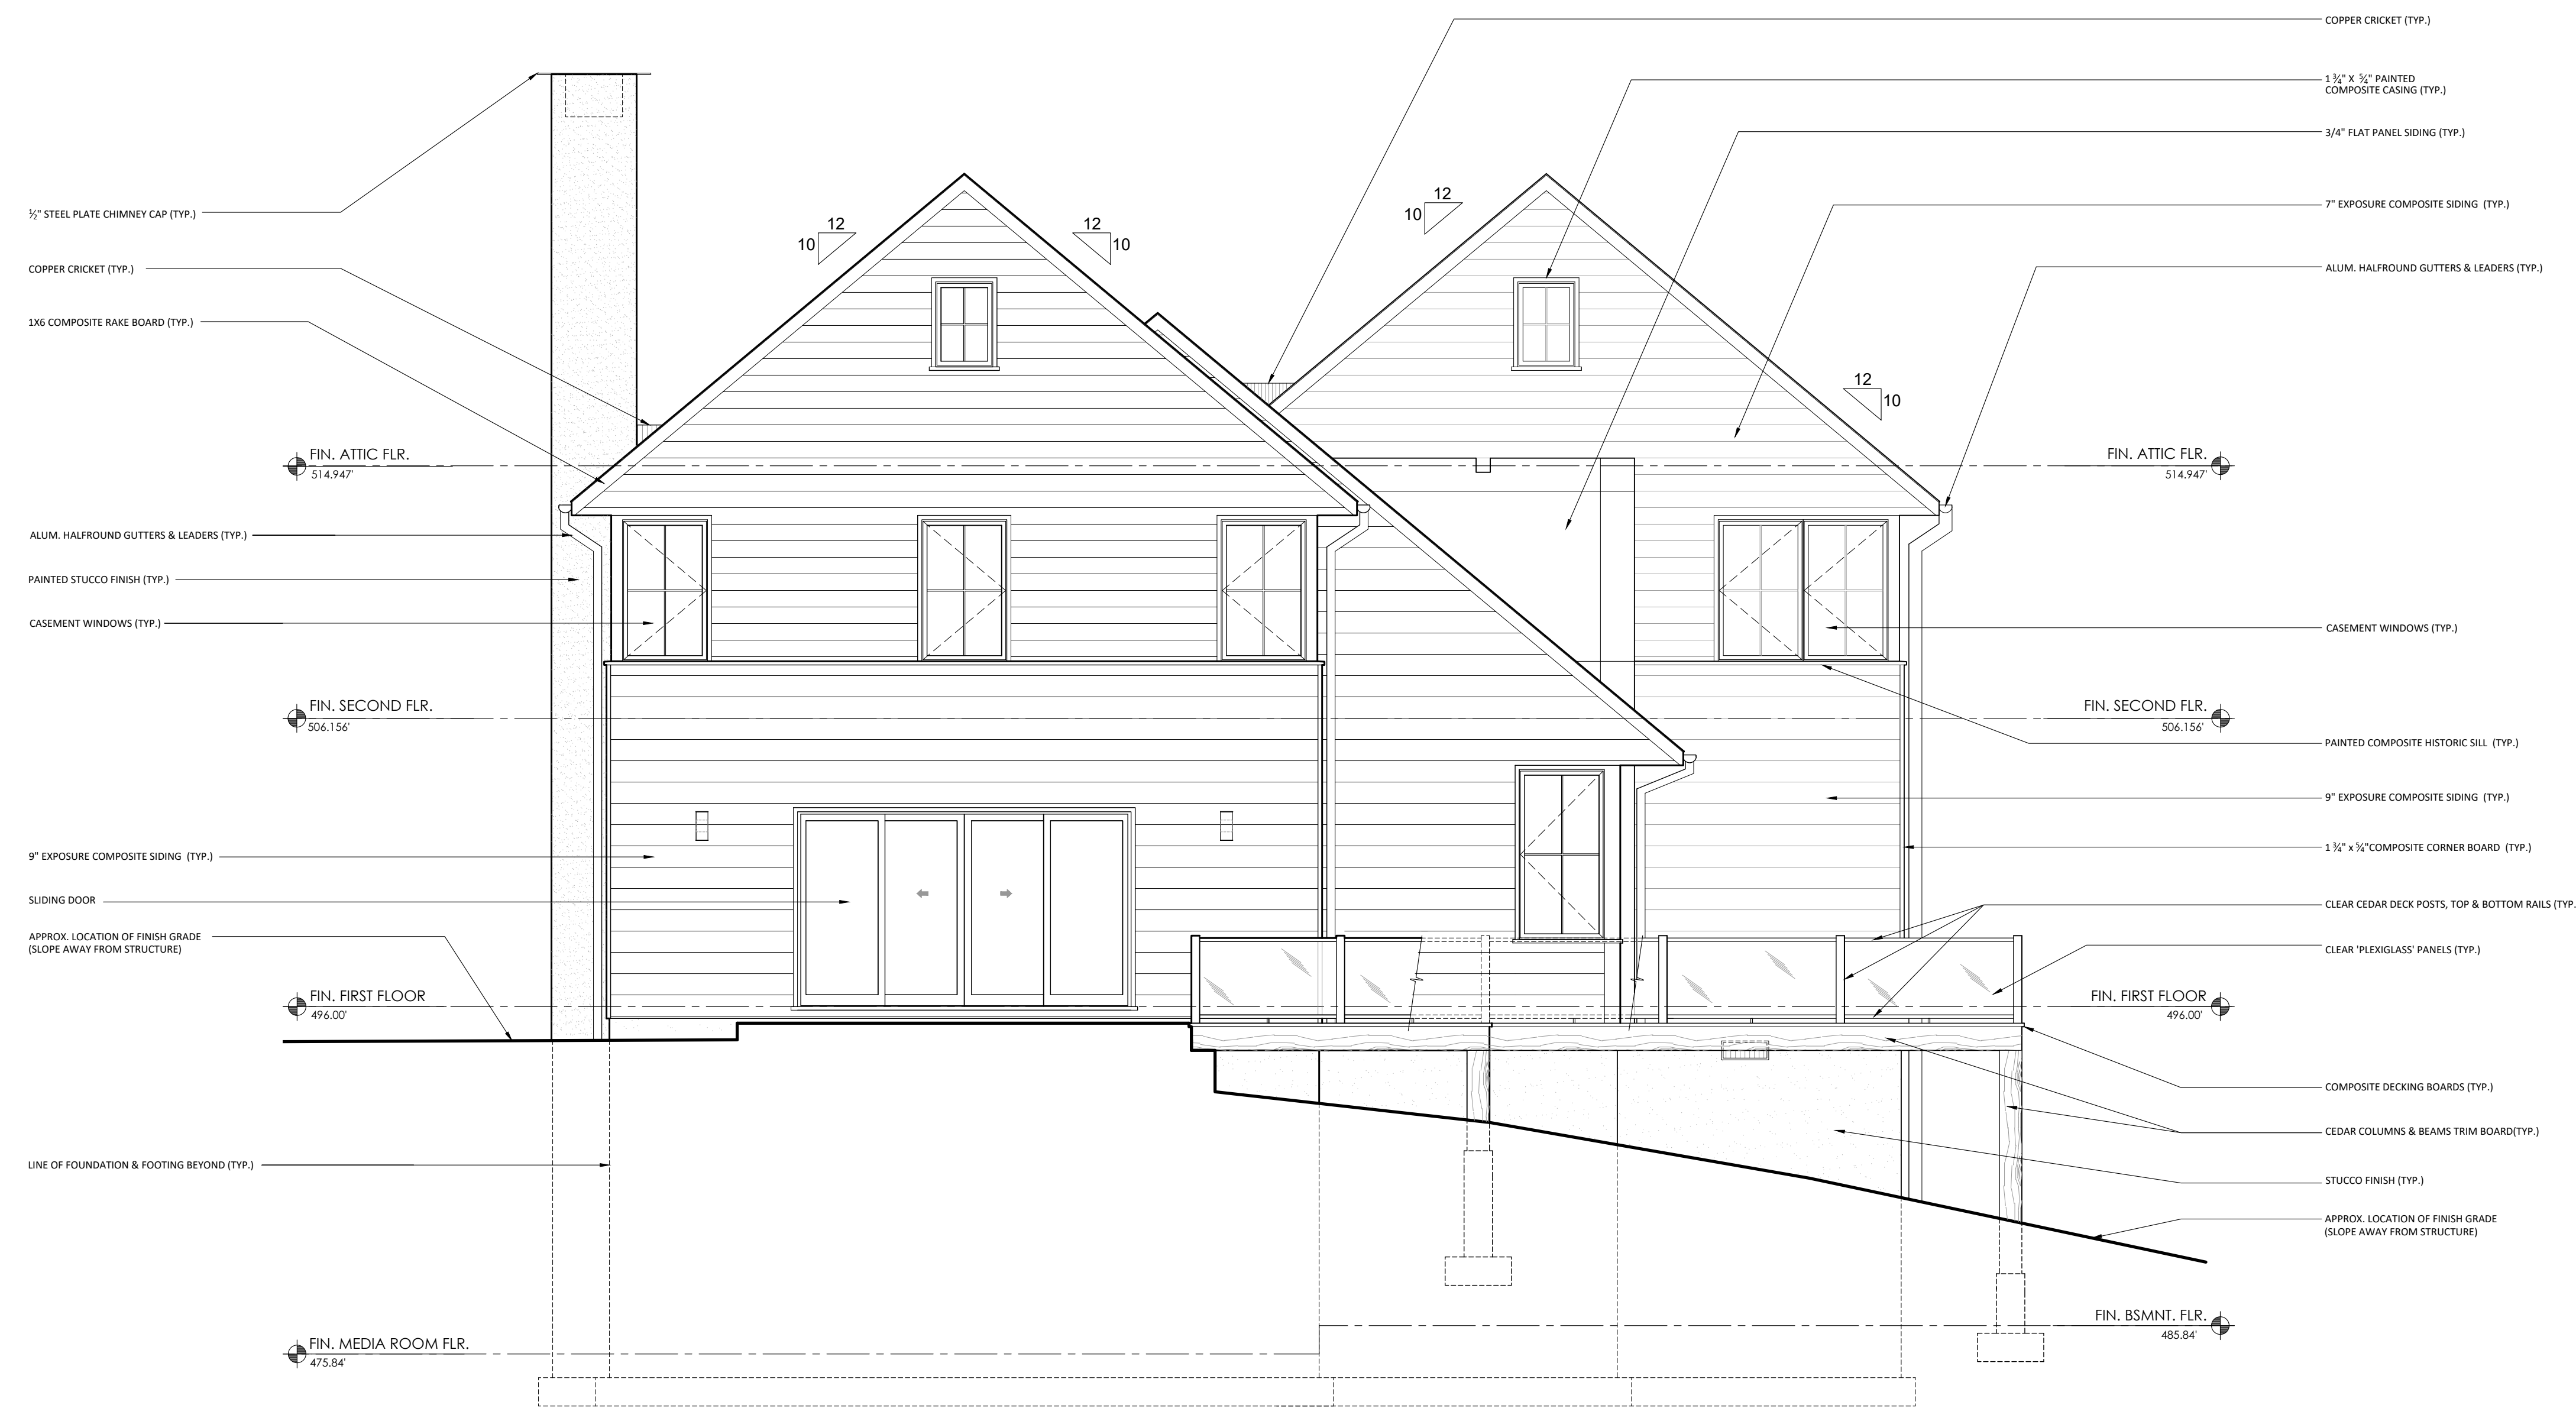 COPPER CRICKET (TYP.)
1 ¾" X 5⁄4" PAINTED
COMPOSITE CASING (TYP.)
3/4" FLAT PANEL SIDING (TYP.)
7" EXPOSURE COMPOSITE SIDING (TYP.)
ALUM. HALFROUND GUTTERS & LEADERS (TYP.)
½" STEEL PLATE CHIMNEY CAP (TYP.)
COPPER CRICKET (TYP.)
1X6 COMPOSITE RAKE BOARD (TYP.)
12
10
12
10
12
10
12
10
FIN. ATTIC FLR.
514.947'
FIN. ATTIC FLR.
514.947'
ALUM. HALFROUND GUTTERS & LEADERS (TYP.)
PAINTED STUCCO FINISH (TYP.)
CASEMENT WINDOWS (TYP.)
CASEMENT WINDOWS (TYP.)
FIN. SECOND FLR.
506.156'
FIN. SECOND FLR.
506.156'
PAINTED COMPOSITE HISTORIC SILL (TYP.)
9" EXPOSURE COMPOSITE SIDING (TYP.)
1 ¾" x 5⁄4"COMPOSITE CORNER BOARD (TYP.)
9" EXPOSURE COMPOSITE SIDING (TYP.)
SLIDING DOOR
APPROX. LOCATION OF FINISH GRADE
(SLOPE AWAY FROM STRUCTURE)
CLEAR CEDAR DECK POSTS, TOP & BOTTOM RAILS (TYP.
CLEAR 'PLEXIGLASS' PANELS (TYP.)
FIN. FIRST FLOOR
496.00'
FIN. FIRST FLOOR
496.00'
COMPOSITE DECKING BOARDS (TYP.)
CEDAR COLUMNS & BEAMS TRIM BOARD(TYP.)
LINE OF FOUNDATION & FOOTING BEYOND (TYP.)
STUCCO FINISH (TYP.)
APPROX. LOCATION OF FINISH GRADE
(SLOPE AWAY FROM STRUCTURE)
FIN. MEDIA ROOM FLR.
475.84'
FIN. BSMNT. FLR.
485.84'